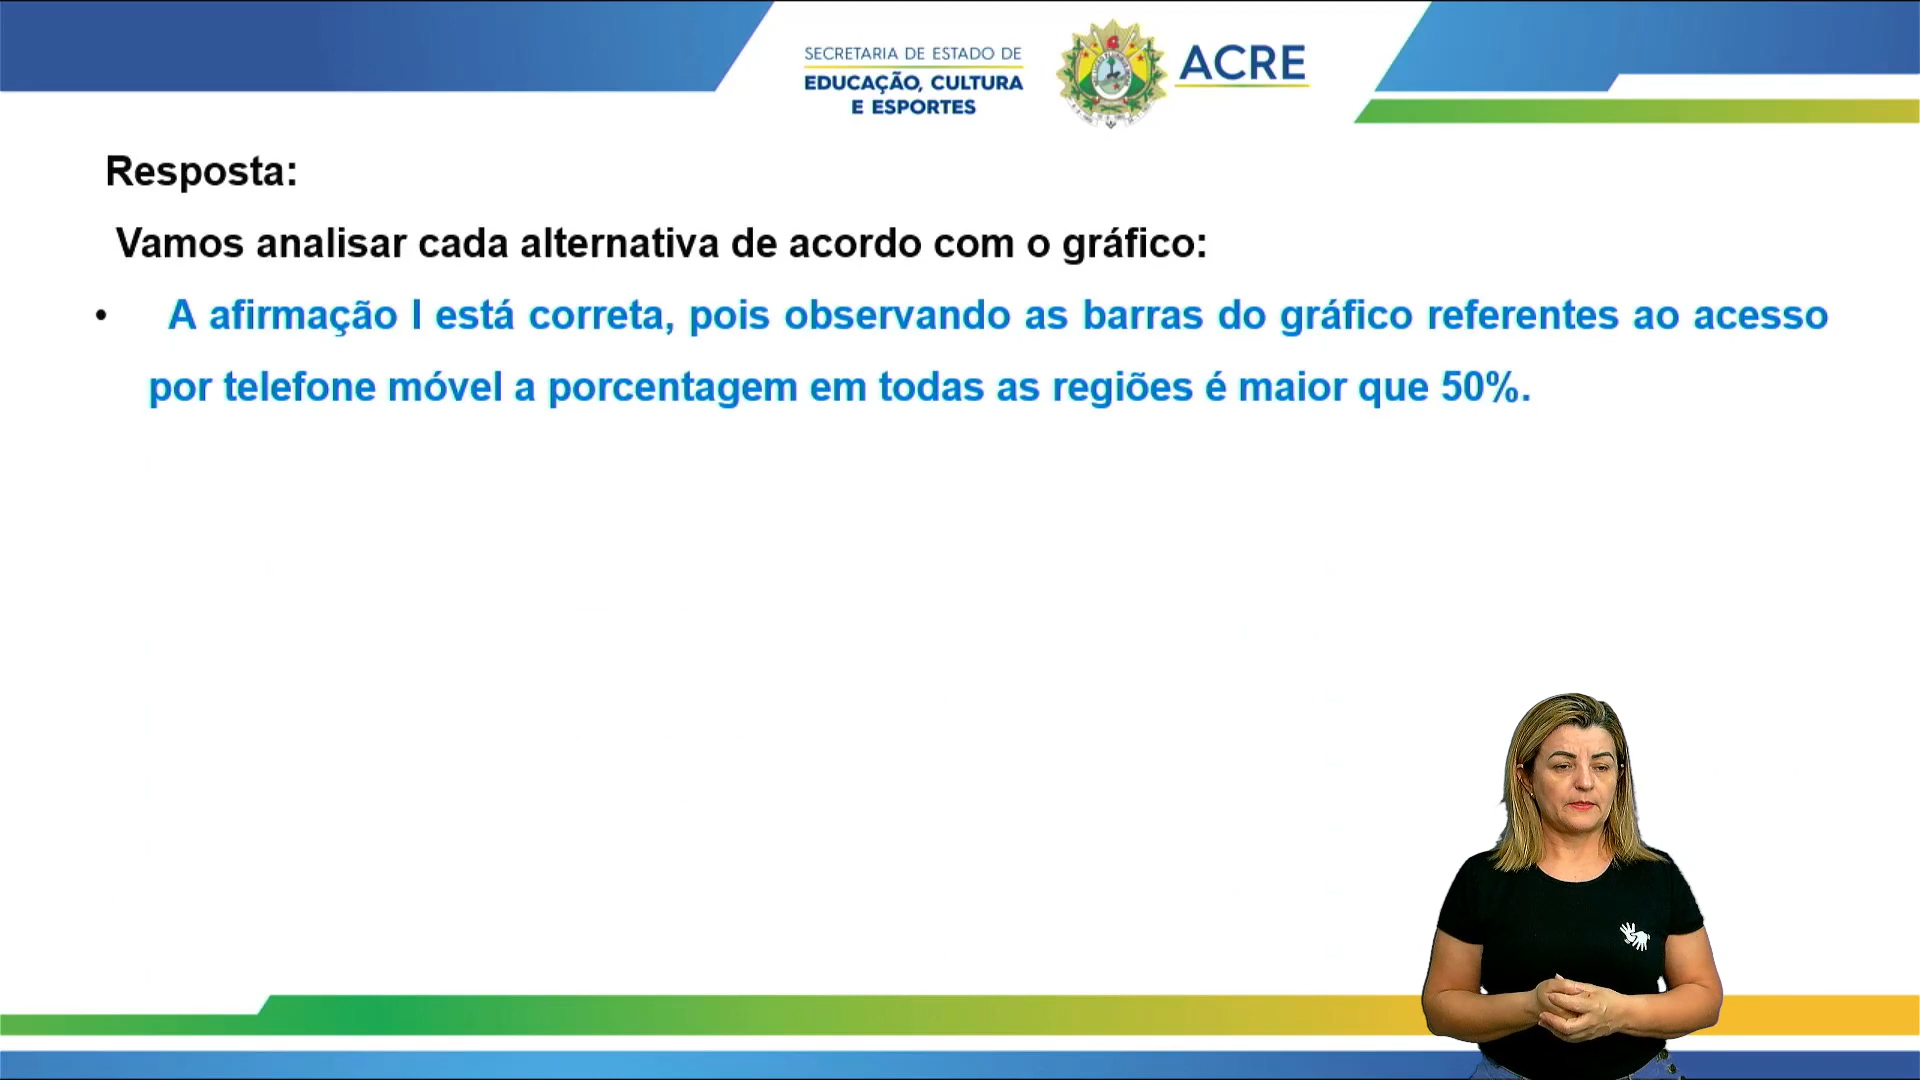 SECRETARIA DE ESTADO DE
EDUCAÇÃO, CULTURA
E ESPORTES
ACRE
Resposta:
Vamos analisar cada alternativa de acordo com o gráfico:
• A afirmação I está correta, pois observando as barras do gráfico referentes ao acesso
por telefone móvel a porcentagem em todas as regiões é maior que 50%.